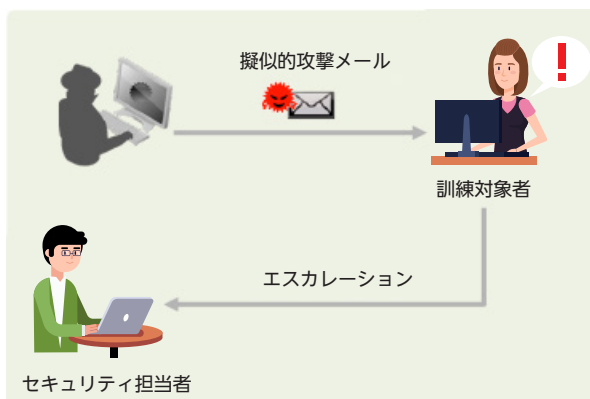 擬似的攻撃メール
!
訓練対象者
エスカレーション
セキュリティ担当者